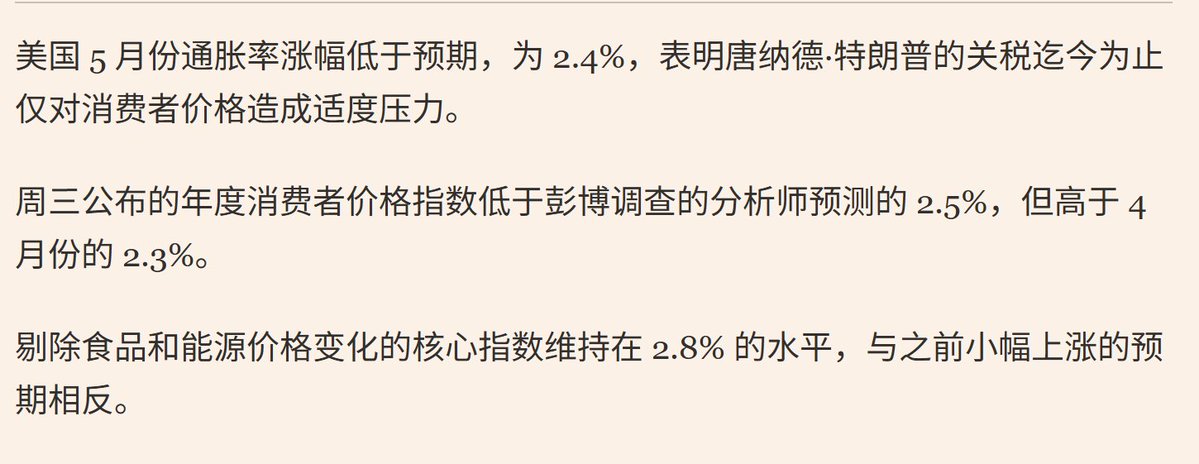 美国 5 月份通胀率涨幅低于预期，为 2.4%，表明唐纳德·特朗普的关税迄今为止
仅对消费者价格造成适度压力。
周三公布的年度消费者价格指数低于彭博调查的分析师预测的 2.5%，但高于 4
月份的 2.3%。
剔除食品和能源价格变化的核心指数维持在 2.8% 的水平，与之前小幅上涨的预
期相反。